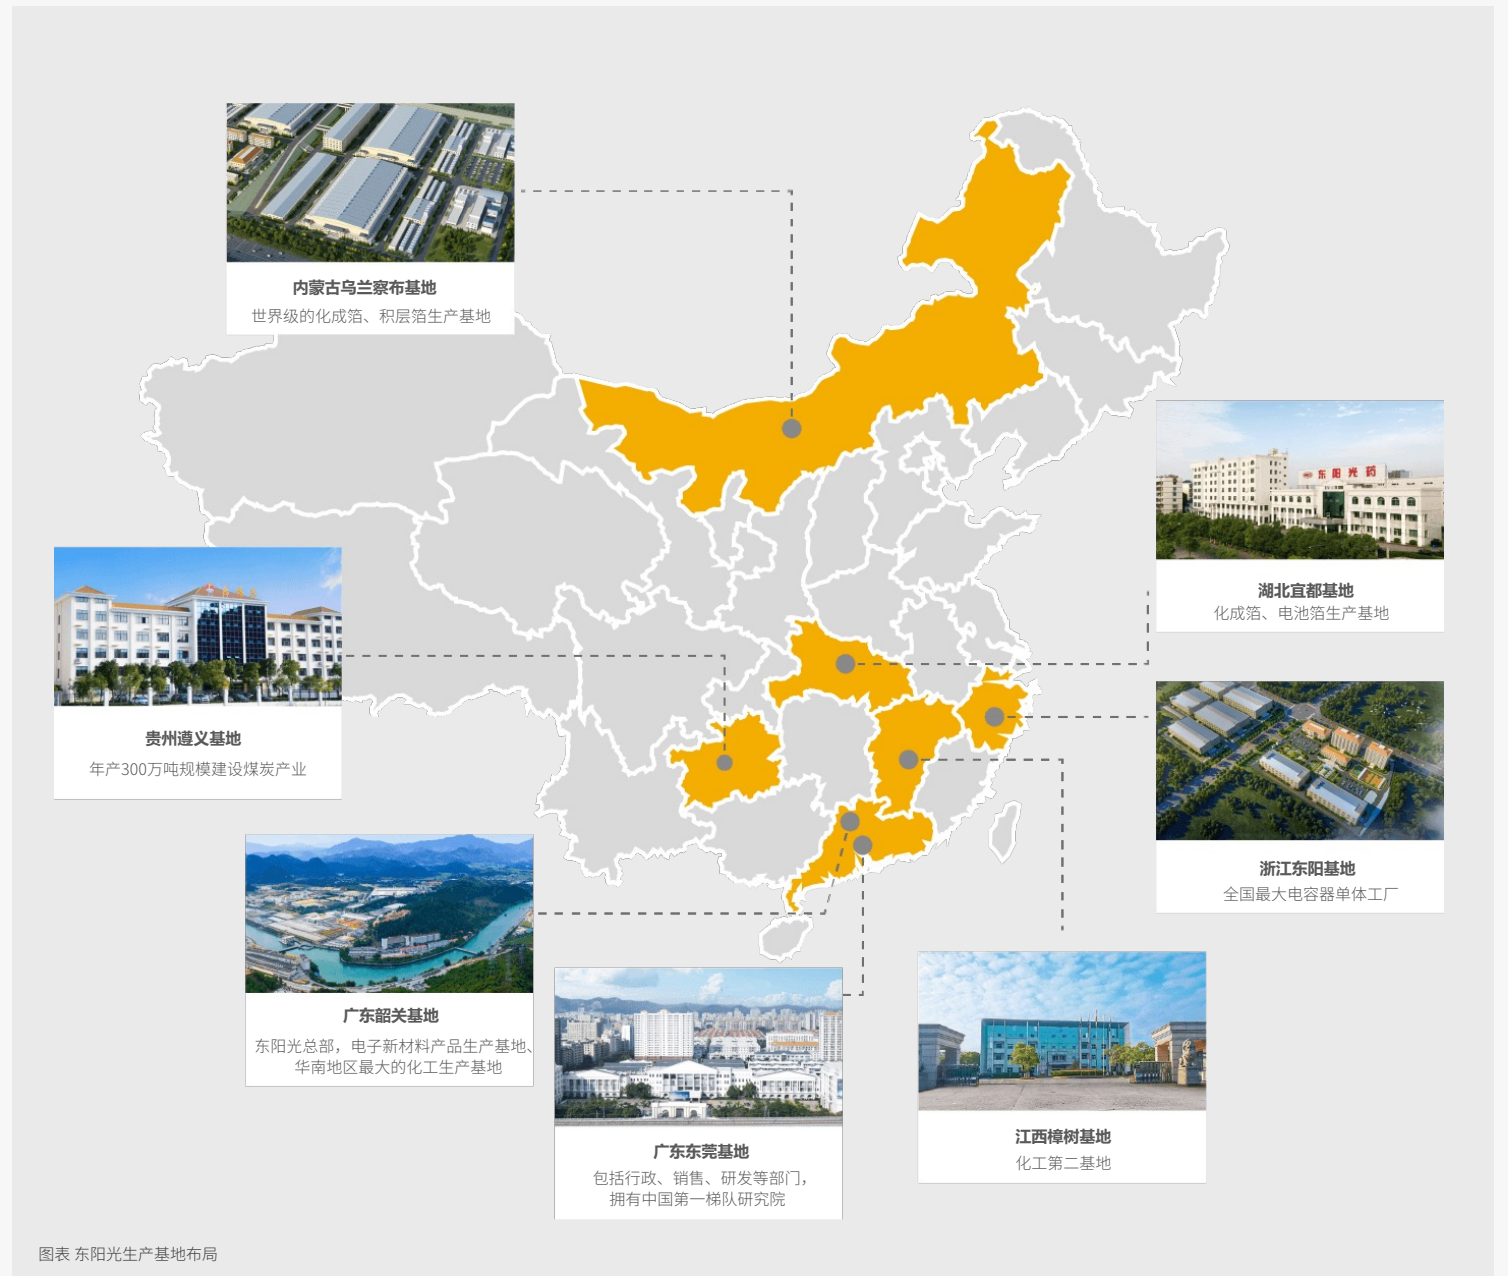 内蒙古乌兰察布基地
世界级的化成箔、积层箔生产基地
东阳光药
湖北宜都基地
化成箔、电池箔生产基地
贵州遵义基地
年产300万吨规模建设煤炭产业
浙江东阳基地
全国最大电容器单体工厂
广东韶关基地
东阳光总部，电子新材料产品生产基地、
华南地区最大的化工生产基地
广东东莞基地
包括行政、销售、研发等部门，
拥有中国第一梯队研究院
江西樟树基地
化工第二基地
图表 东阳光生产基地布局